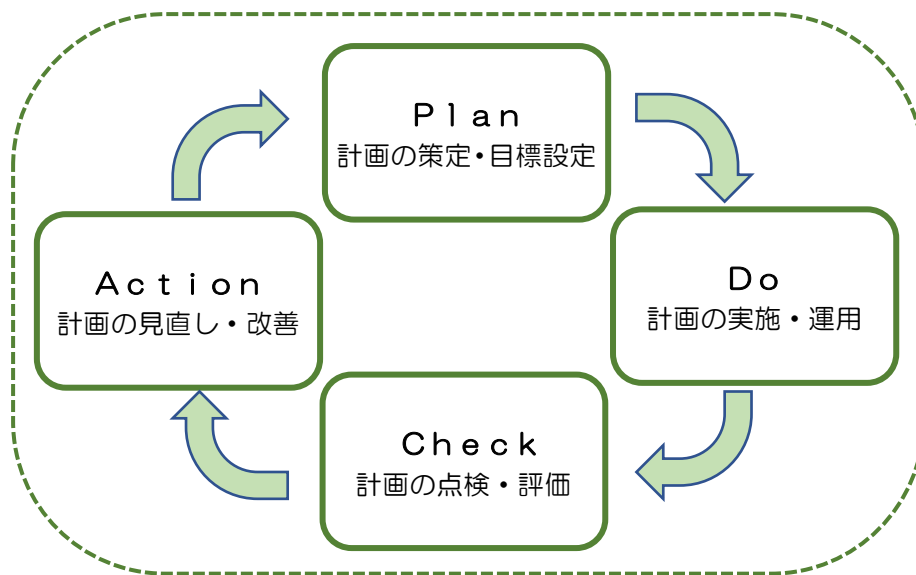 Ｐｌａｎ
計画の策定・目標設定
Ｄｏ
計画の実施・運用
Ｃｈｅｃｋ
計画の点検・評価
Ａｃｔｉｏｎ
計画の見直し・改善